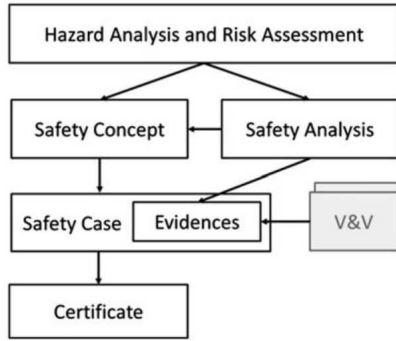 Hazard Analysis and Risk Assessment
Safety Concept
Safety Analysis
Safety Case
Evidences
V&V
Certificate